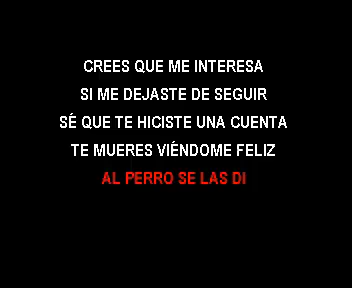 CREES QUE ME INTERESA
SI ME DEJASTE DE SEGUIR
SÉ QUE TE HICISTE UNA CUENTA
TE MUERES VIÉNDOME FELIZ
AL PERRO SE LAS DI